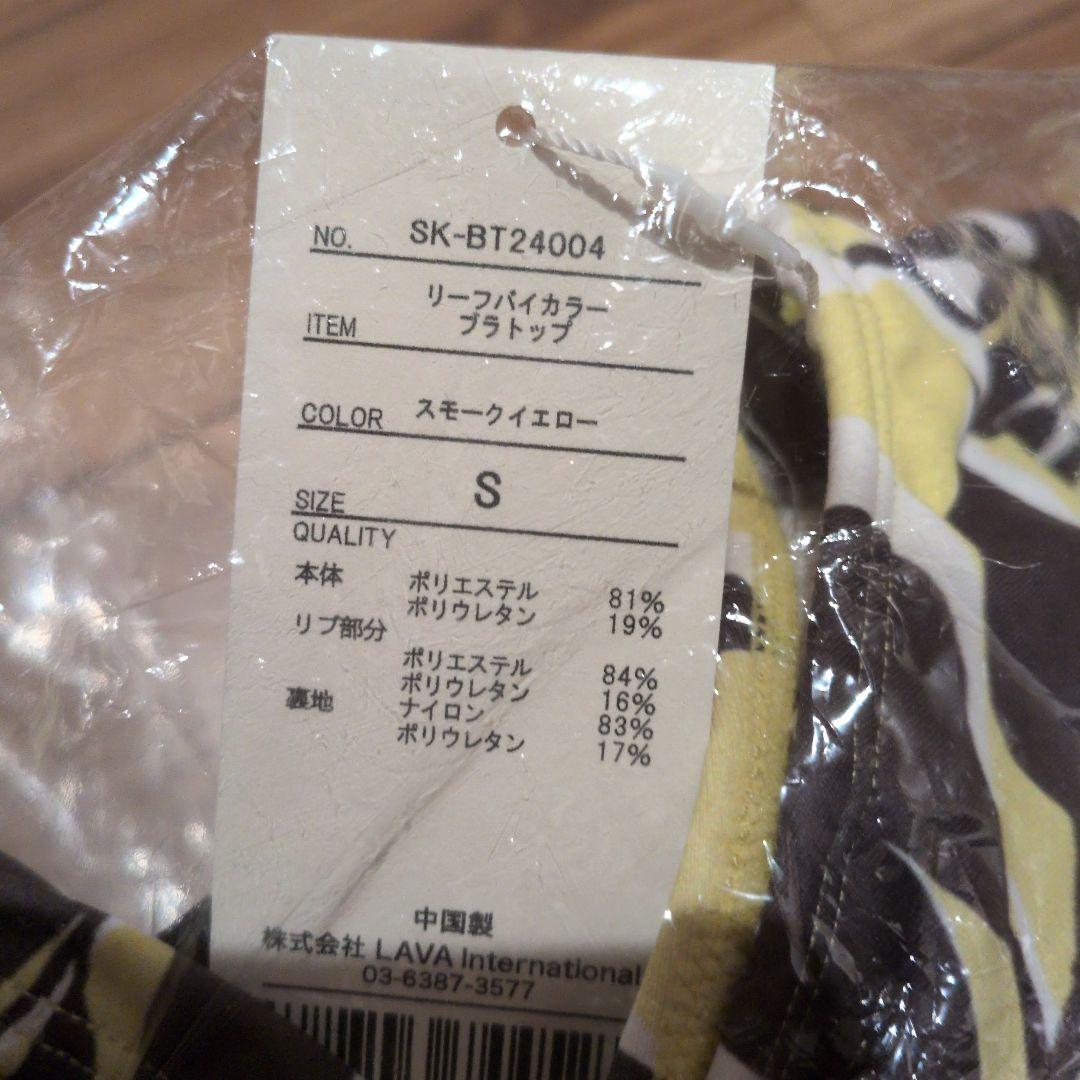 NO. SK-BT24004
リーフバイカラー
ITEM ブラトップ
COLOR スモークイエロー
SIZE S
QUALITY
本体 ポリエステル 81%
ポリウレタン 19%
リブ部分
ポリエステル 84%
ポリウレタン 16%
裏地 ナイロン 83%
ポリウレタン 17%
中国製
株式会社 LAVA International
03-6387-3577